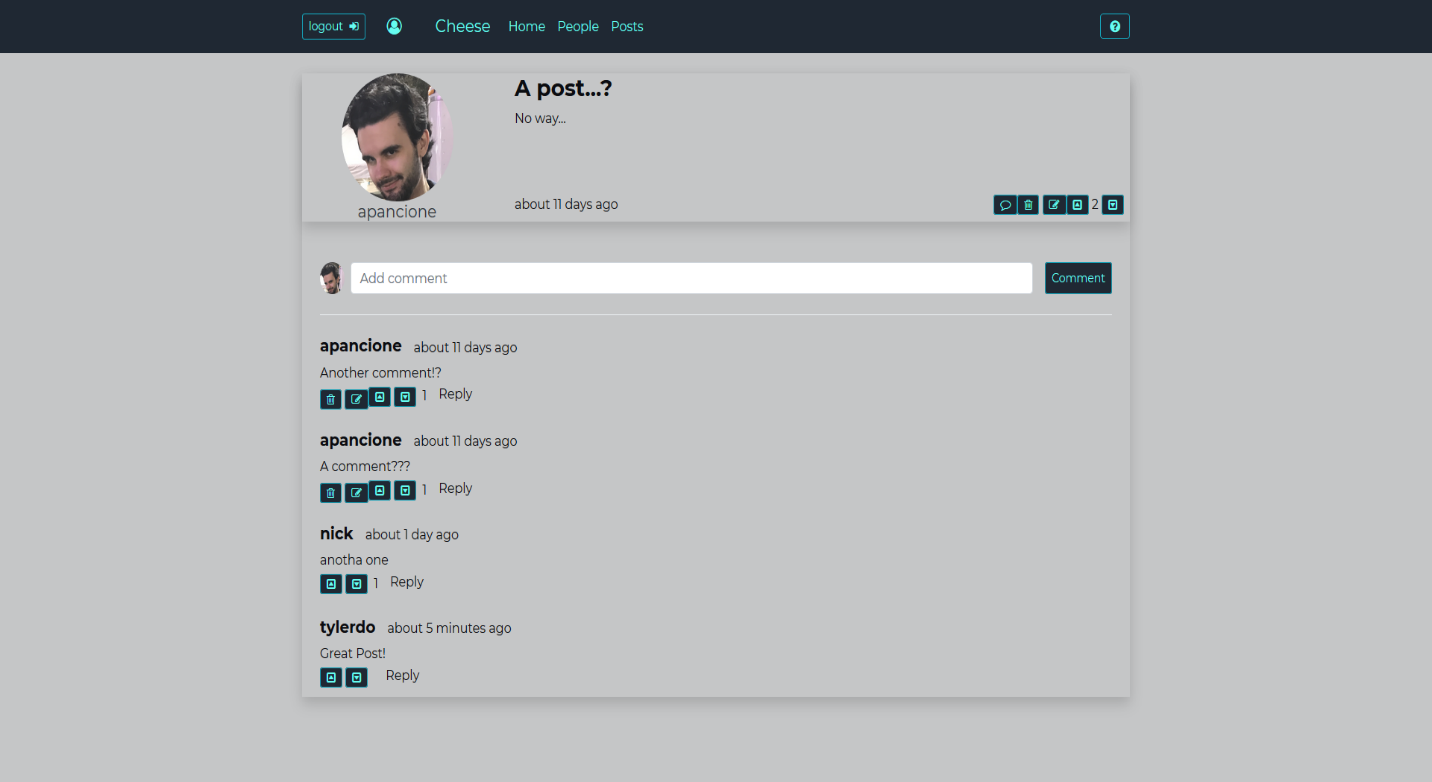 logout
Cheese
Home People Posts
A post...?
No way...
apancione
about 11 days ago
2
Add comment
Comment
apancione about 11 days ago
Another comment!?
1 Reply
apancione about 11 days ago
A comment???
1 Reply
nick about 1 day ago
anotha one
1 Reply
tylerdo about 5 minutes ago
Great Post!
Reply